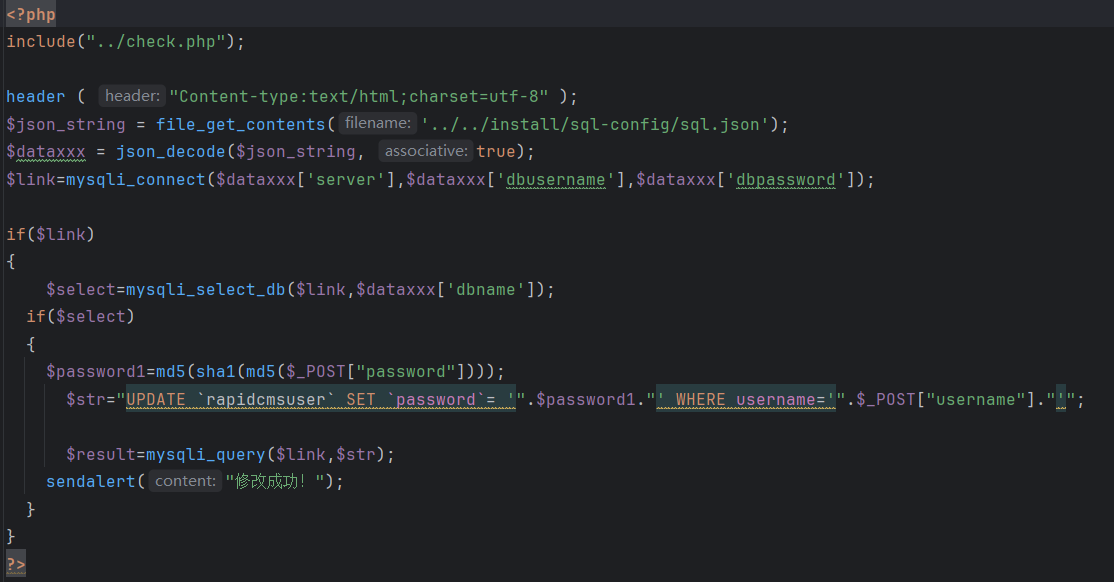 <?php
include("../check.php");
header ( header: "Content-type:text/html;charset=utf-8" );
$json_string = file_get_contents( filename: '../../install/sql-config/sql.json');
$dataxxx = json_decode($json_string, associative: true);
$link=mysqli_connect($dataxxx['server'],$dataxxx['dbusername'],$dataxxx['dbpassword']);
if($link)
{
$select=mysqli_select_db($link,$dataxxx['dbname']);
if($select)
{
$password1=md5(sha1(md5($_POST["password"])));
$str="UPDATE `rapidcmsuser` SET `password`= '".$password1."' WHERE username='".$_POST["username"]."'";
$result=mysqli_query($link,$str);
sendalert( content: "修改成功！");
}
}
?>